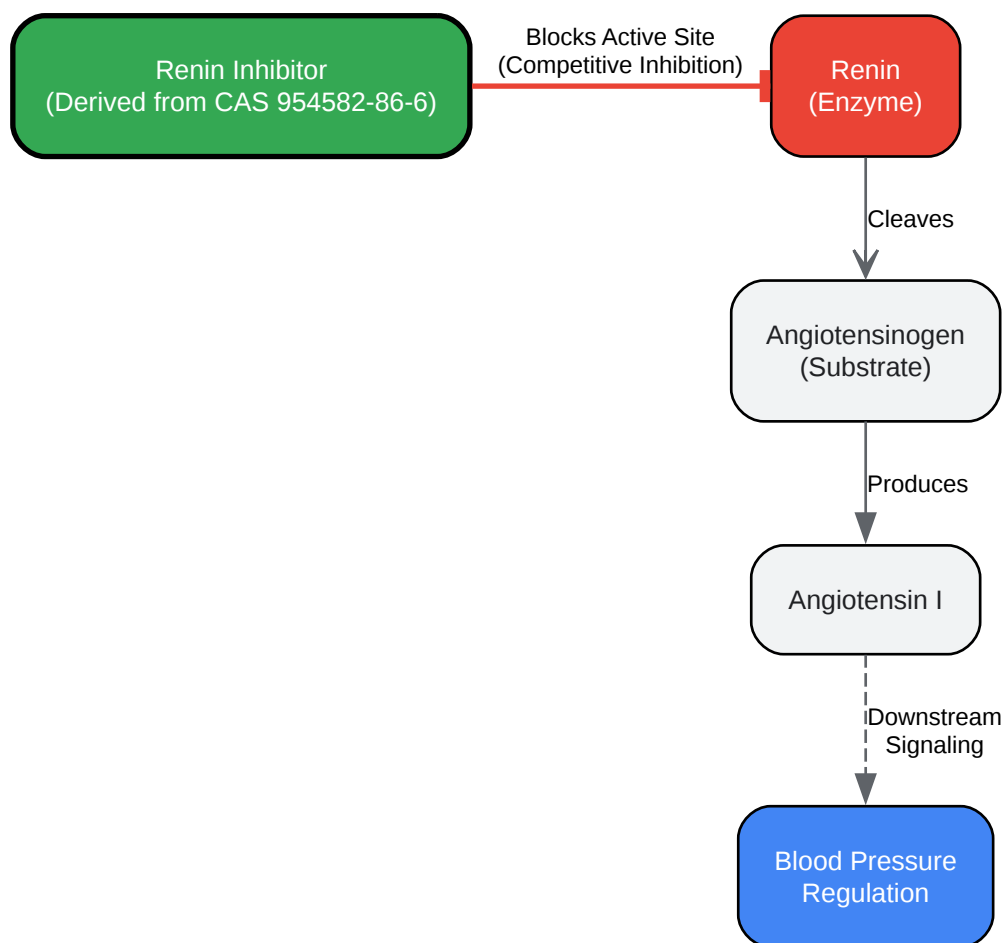 Renin Inhibitor
(Derived from CAS 954582-86-6)
Blocks Active Site
(Competitive Inhibition)
Renin
(Enzyme)
Cleaves
Angiotensinogen
(Substrate)
Produces
Angiotensin I
Downstream
Signaling
Blood Pressure
Regulation